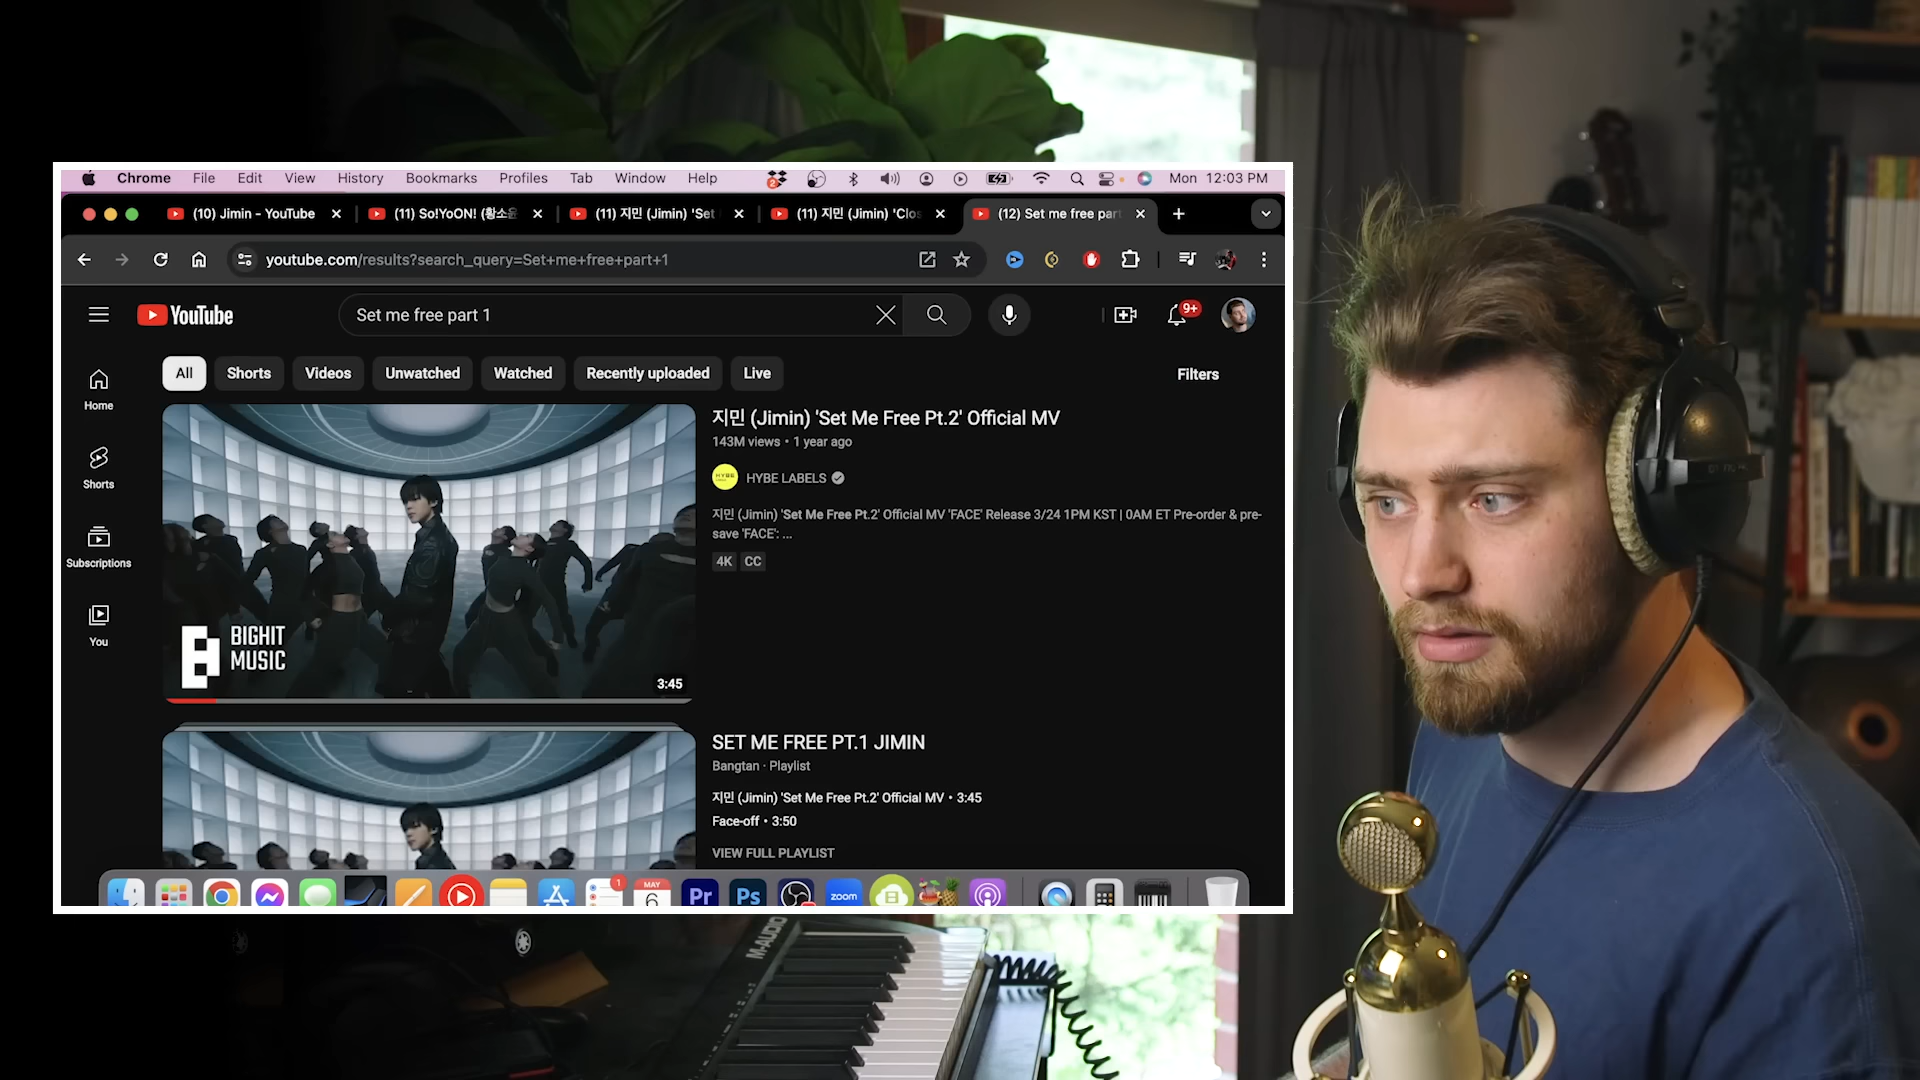 Chrome File Edit View History Bookmarks Profiles Tab Window Help Mon 12:03 PM
(10) Jimin - YouTube
(11) So!YoON! (황소윤
(11) 지민 (Jimin) 'Set
(11) 지민 (Jimin) 'Clos
(12) Set me free part
youtube.com/results?search_query=Set+me+free+part+1
YouTube
Set me free part 1
9+
All Shorts Videos Unwatched Watched Recently uploaded Live
Filters
Home
Shorts
Subscriptions
You
BIGHIT
MUSIC
3:45
지민 (Jimin) 'Set Me Free Pt.2' Official MV
143M views • 1 year ago
HYBE LABELS
지민 (Jimin) 'Set Me Free Pt.2' Official MV 'FACE' Release 3/24 1PM KST | 0AM ET Pre-order & pre-
save 'FACE': ...
4K CC
SET ME FREE PT.1 JIMIN
Bangtan · Playlist
지민 (Jimin) 'Set Me Free Pt.2' Official MV • 3:45
Face-off • 3:50
VIEW FULL PLAYLIST
1
MAY
6
Pr
Ps
zoom
M-AUDIO